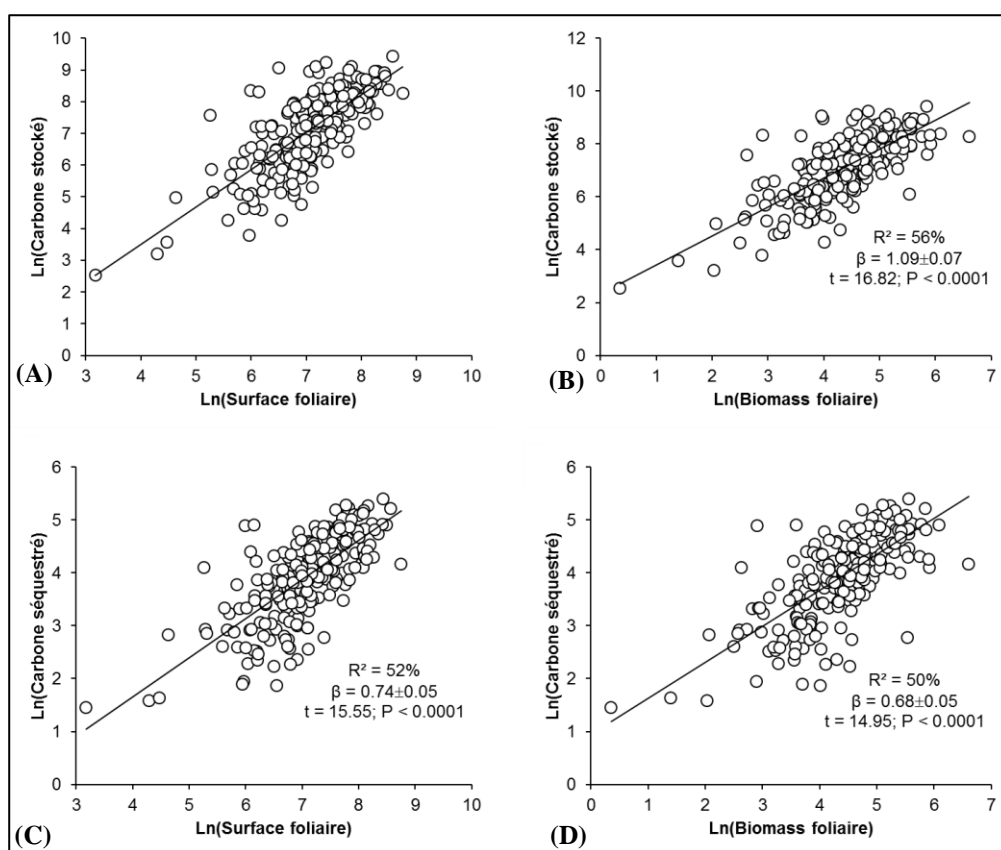 10
9
8
7
6
5
4
3
2
1
0
Ln(Carbone stocké)
3 4 5 6 7 8 9 10
Ln(Surface foliaire)
(A)
12
10
8
6
4
2
0
Ln(Carbone stocké)
R² = 56%
β = 1.09±0.07
t = 16.82; P < 0.0001
0 1 2 3 4 5 6 7
Ln(Biomass foliaire)
(B)
6
5
4
3
2
1
0
Ln(Carbone séquestré)
R² = 52%
β = 0.74±0.05
t = 15.55; P < 0.0001
3 4 5 6 7 8 9 10
Ln(Surface foliaire)
(C)
6
5
4
3
2
1
0
Ln(Carbone séquestré)
R² = 50%
β = 0.68±0.05
t = 14.95; P < 0.0001
0 1 2 3 4 5 6 7
Ln(Biomass foliaire)
(D)